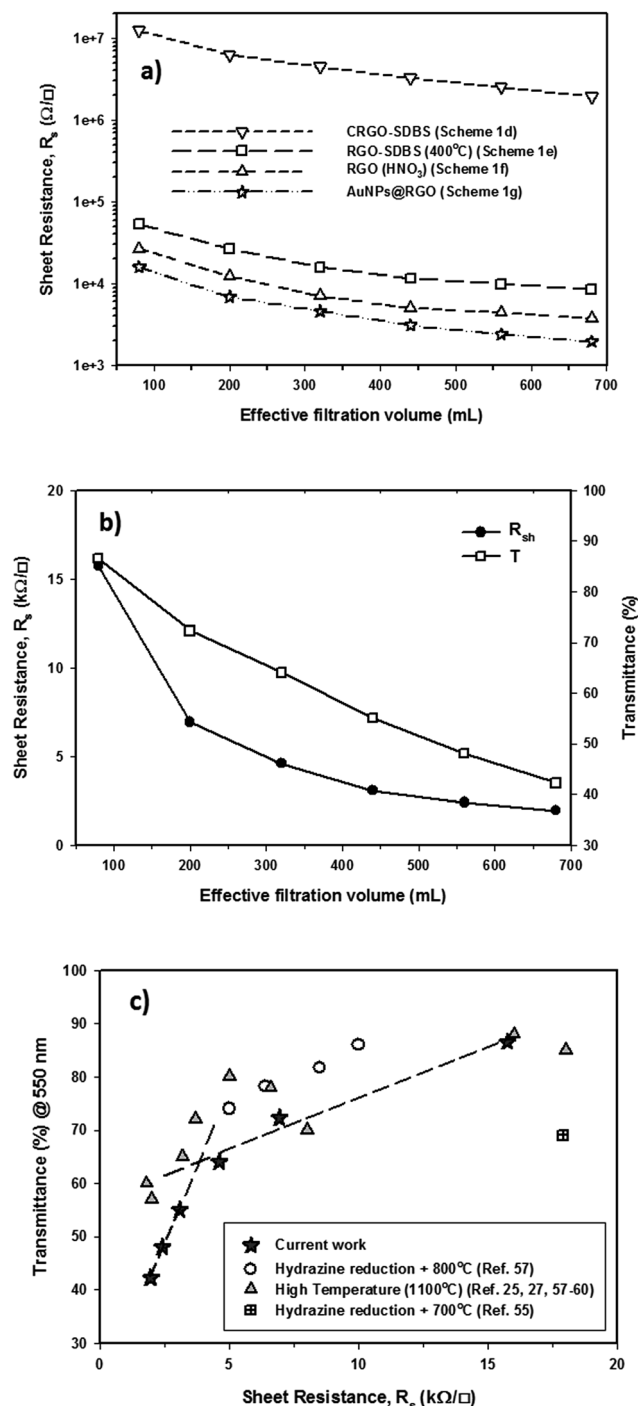 a)
1e+7
1e+6
1e+5
1e+4
1e+3
Sheet Resistance, Rs (Ω/□)
CRGO-SDBS (Scheme 1d)
RGO-SDBS (400°C) (Scheme 1e)
RGO (HNO3) (Scheme 1f)
AuNPs@RGO (Scheme 1g)
100 200 300 400 500 600 700
Effective filtration volume (mL)
b)
20
15
10
5
0
Sheet Resistance, Rs (kΩ/□)
Rsh
T
100
90
80
70
60
50
40
30
Transmittance (%)
100 200 300 400 500 600 700
Effective filtration volume (mL)
c)
100
90
80
70
60
50
40
30
Transmittance (%) @ 550 nm
Current work
Hydrazine reduction + 800°C (Ref. 57)
High Temperature (1100°C) (Ref. 25, 27, 57-60)
Hydrazine reduction + 700°C (Ref. 55)
0 5 10 15 20
Sheet Resistance, Rs (kΩ/□)